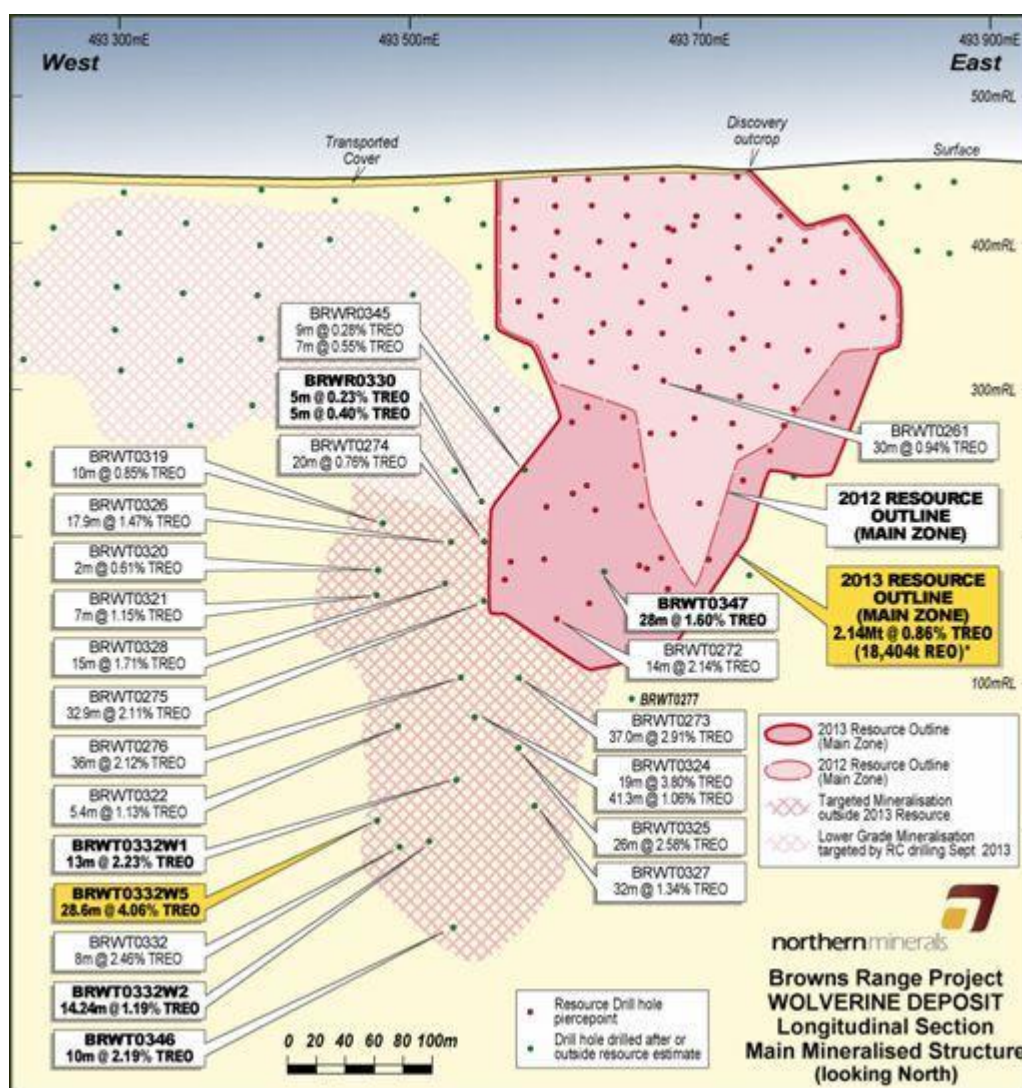 493 300mE
493 500mE
493 700mE
493 900mE
West
East
500mRL
Transported
Cover
Discovery
outcrop
Surface
400mRL
BRWR0345
9m @ 0.28% TREO
7m @ 0.55% TREO
BRWR0330
5m @ 0.23% TREO
5m @ 0.40% TREO
300mRL
BRWT0274
20m @ 0.76% TREO
BRWT0261
30m @ 0.94% TREO
BRWT0319
10m @ 0.85% TREO
BRWT0326
17.9m @ 1.47% TREO
BRWT0320
2m @ 0.61% TREO
BRWT0321
7m @ 1.15% TREO
BRWT0328
15m @ 1.71% TREO
BRWT0275
32.9m @ 2.11% TREO
BRWT0276
36m @ 2.12% TREO
BRWT0322
5.4m @ 1.13% TREO
BRWT0332W1
13m @ 2.23% TREO
BRWT0332W5
28.6m @ 4.06% TREO
BRWT0332
8m @ 2.46% TREO
BRWT0332W2
14.24m @ 1.19% TREO
BRWT0346
10m @ 2.19% TREO
2012 RESOURCE
OUTLINE
(MAIN ZONE)
2013 RESOURCE
OUTLINE
(MAIN ZONE)
2.14Mt @ 0.86% TREO
(18,404t REO)*
BRWT0347
28m @ 1.60% TREO
BRWT0272
14m @ 2.14% TREO
100mRL
BRWT0277
BRWT0273
37.0m @ 2.91% TREO
BRWT0324
19m @ 3.80% TREO
41.3m @ 1.06% TREO
BRWT0325
26m @ 2.58% TREO
BRWT0327
32m @ 1.34% TREO
2013 Resource Outline
(Main Zone)
2012 Resource Outline
(Main Zone)
Targeted Mineralisation
outside 2013 Resource
Lower Grade Mineralisation
targeted by RC drilling Sept 2013
northernminerals
Browns Range Project
WOLVERINE DEPOSIT
Longitudinal Section
Main Mineralised Structure
(looking North)
Resource Drill hole
piercepoint
Drill hole drilled after or
outside resource estimate
0 20 40 60 80 100m